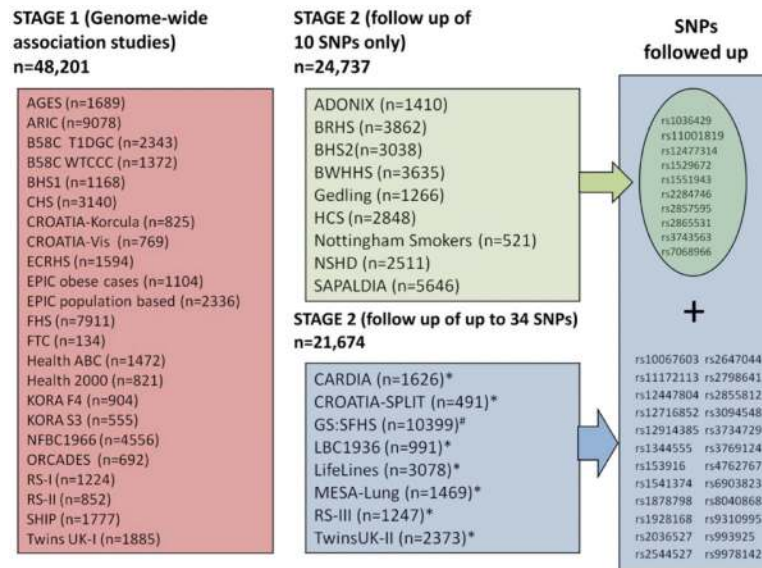 STAGE 1 (Genome-wide
association studies)
n=48,201
AGES (n=1689)
ARIC (n=9078)
B58C T1DGC (n=2343)
B58C WTCCC (n=1372)
BHS1 (n=1168)
CHS (n=3140)
CROATIA-Korcula (n=825)
CROATIA-Vis (n=769)
ECRHS (n=1594)
EPIC obese cases (n=1104)
EPIC population based (n=2336)
FHS (n=7911)
FTC (n=134)
Health ABC (n=1472)
Health 2000 (n=821)
KORA F4 (n=904)
KORA S3 (n=555)
NFBC1966 (n=4556)
ORCADES (n=692)
RS-I (n=1224)
RS-II (n=852)
SHIP (n=1777)
Twins UK-I (n=1885)
STAGE 2 (follow up of
10 SNPs only)
n=24,737
ADONIX (n=1410)
BRHS (n=3862)
BHS2(n=3038)
BWHHS (n=3635)
Gedling (n=1266)
HCS (n=2848)
Nottingham Smokers (n=521)
NSHD (n=2511)
SAPALDIA (n=5646)
STAGE 2 (follow up of up to 34 SNPs)
n=21,674
CARDIA (n=1626)*
CROATIA-SPLIT (n=491)*
GS:SFHS (n=10399)#
LBC1936 (n=991)*
LifeLines (n=3078)*
MESA-Lung (n=1469)*
RS-III (n=1247)*
TwinsUK-II (n=2373)*
SNPs
followed up
rs1036429
rs11001819
rs12477314
rs1529672
rs1551943
rs2284746
rs2857595
rs2865531
rs3743563
rs7068966
+
rs10067603 rs2647044
rs11172113 rs2798641
rs12447804 rs2855812
rs12716852 rs3094548
rs12914385 rs3734729
rs1344555 rs3769124
rs153916 rs4762767
rs1541374 rs6903823
rs1878798 rs8040868
rs1928168 rs9310995
rs2036527 rs993925
rs2544527 rs9978142